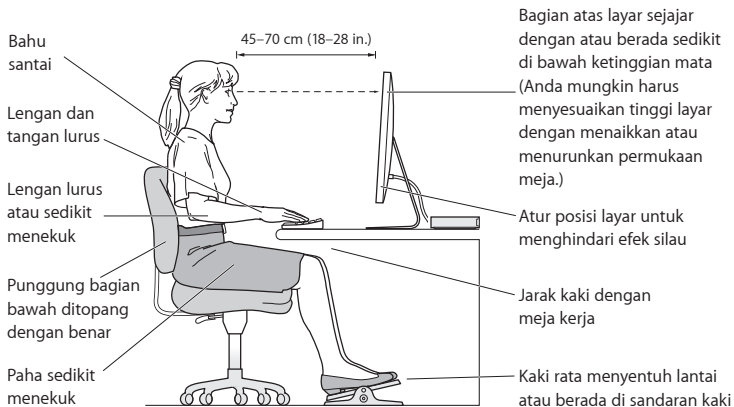 Bahu
santai
Lengan dan
tangan lurus
Lengan lurus
atau sedikit
menekuk
Punggung bagian
bawah ditopang
dengan benar
Paha sedikit
menekuk
45–70 cm (18–28 in.)
Bagian atas layar sejajar
dengan atau berada sedikit
di bawah ketinggian mata
(Anda mungkin harus
menyesuaikan tinggi layar
dengan menaikkan atau
menurunkan permukaan
meja.)
Atur posisi layar untuk
menghindari efek silau
Jarak kaki dengan
meja kerja
Kaki rata menyentuh lantai
atau berada di sandaran kaki